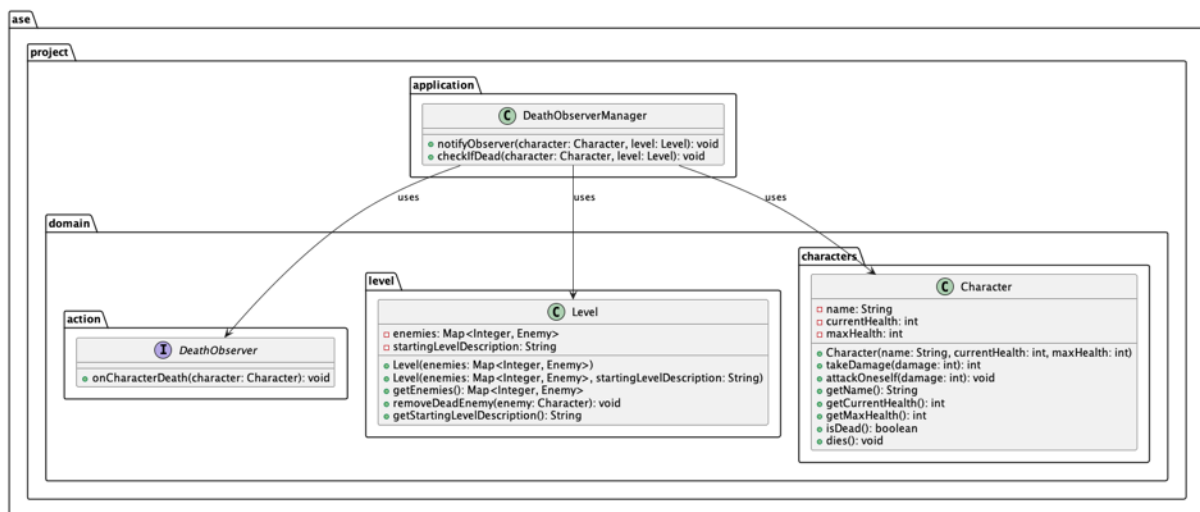 ase
project
application
C DeathObserverManager
notifyObserver(character: Character, level: Level): void
checkIfDead(character: Character, level: Level): void
uses
uses
uses
domain
action
I DeathObserver
onCharacterDeath(character: Character): void
level
C Level
enemies: Map<Integer, Enemy>
startingLevelDescription: String
Level(enemies: Map<Integer, Enemy>)
Level(enemies: Map<Integer, Enemy>, startingLevelDescription: String)
getEnemies(): Map<Integer, Enemy>
removeDeadEnemy(enemy: Character): void
getStartingLevelDescription(): String
characters
C Character
name: String
currentHealth: int
maxHealth: int
Character(name: String, currentHealth: int, maxHealth: int)
takeDamage(damage: int): int
attackOneself(damage: int): void
getName(): String
getCurrentHealth(): int
getMaxHealth(): int
isDead(): boolean
dies(): void